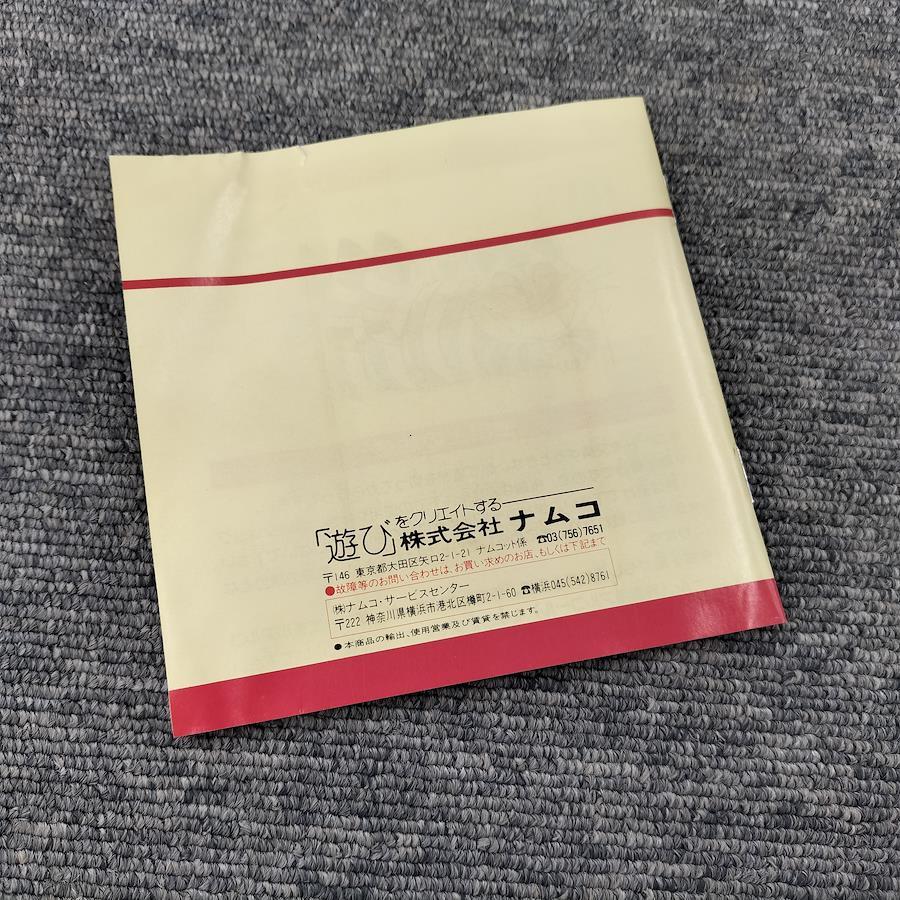 「遊び」をクリエイトする
株式会社 ナムコ
〒146 東京都大田区矢口2-1-21 ナムコット係 ☎03(756)7651
●故障等のお問い合わせは、お買い求めのお店、もしくは下記まで
㈱ナムコ・サービスセンター
〒222 神奈川県横浜市港北区樽町2-1-60 ☎横浜045(542)8761
●本商品の輸出、使用営業及び賃貸を禁じます。